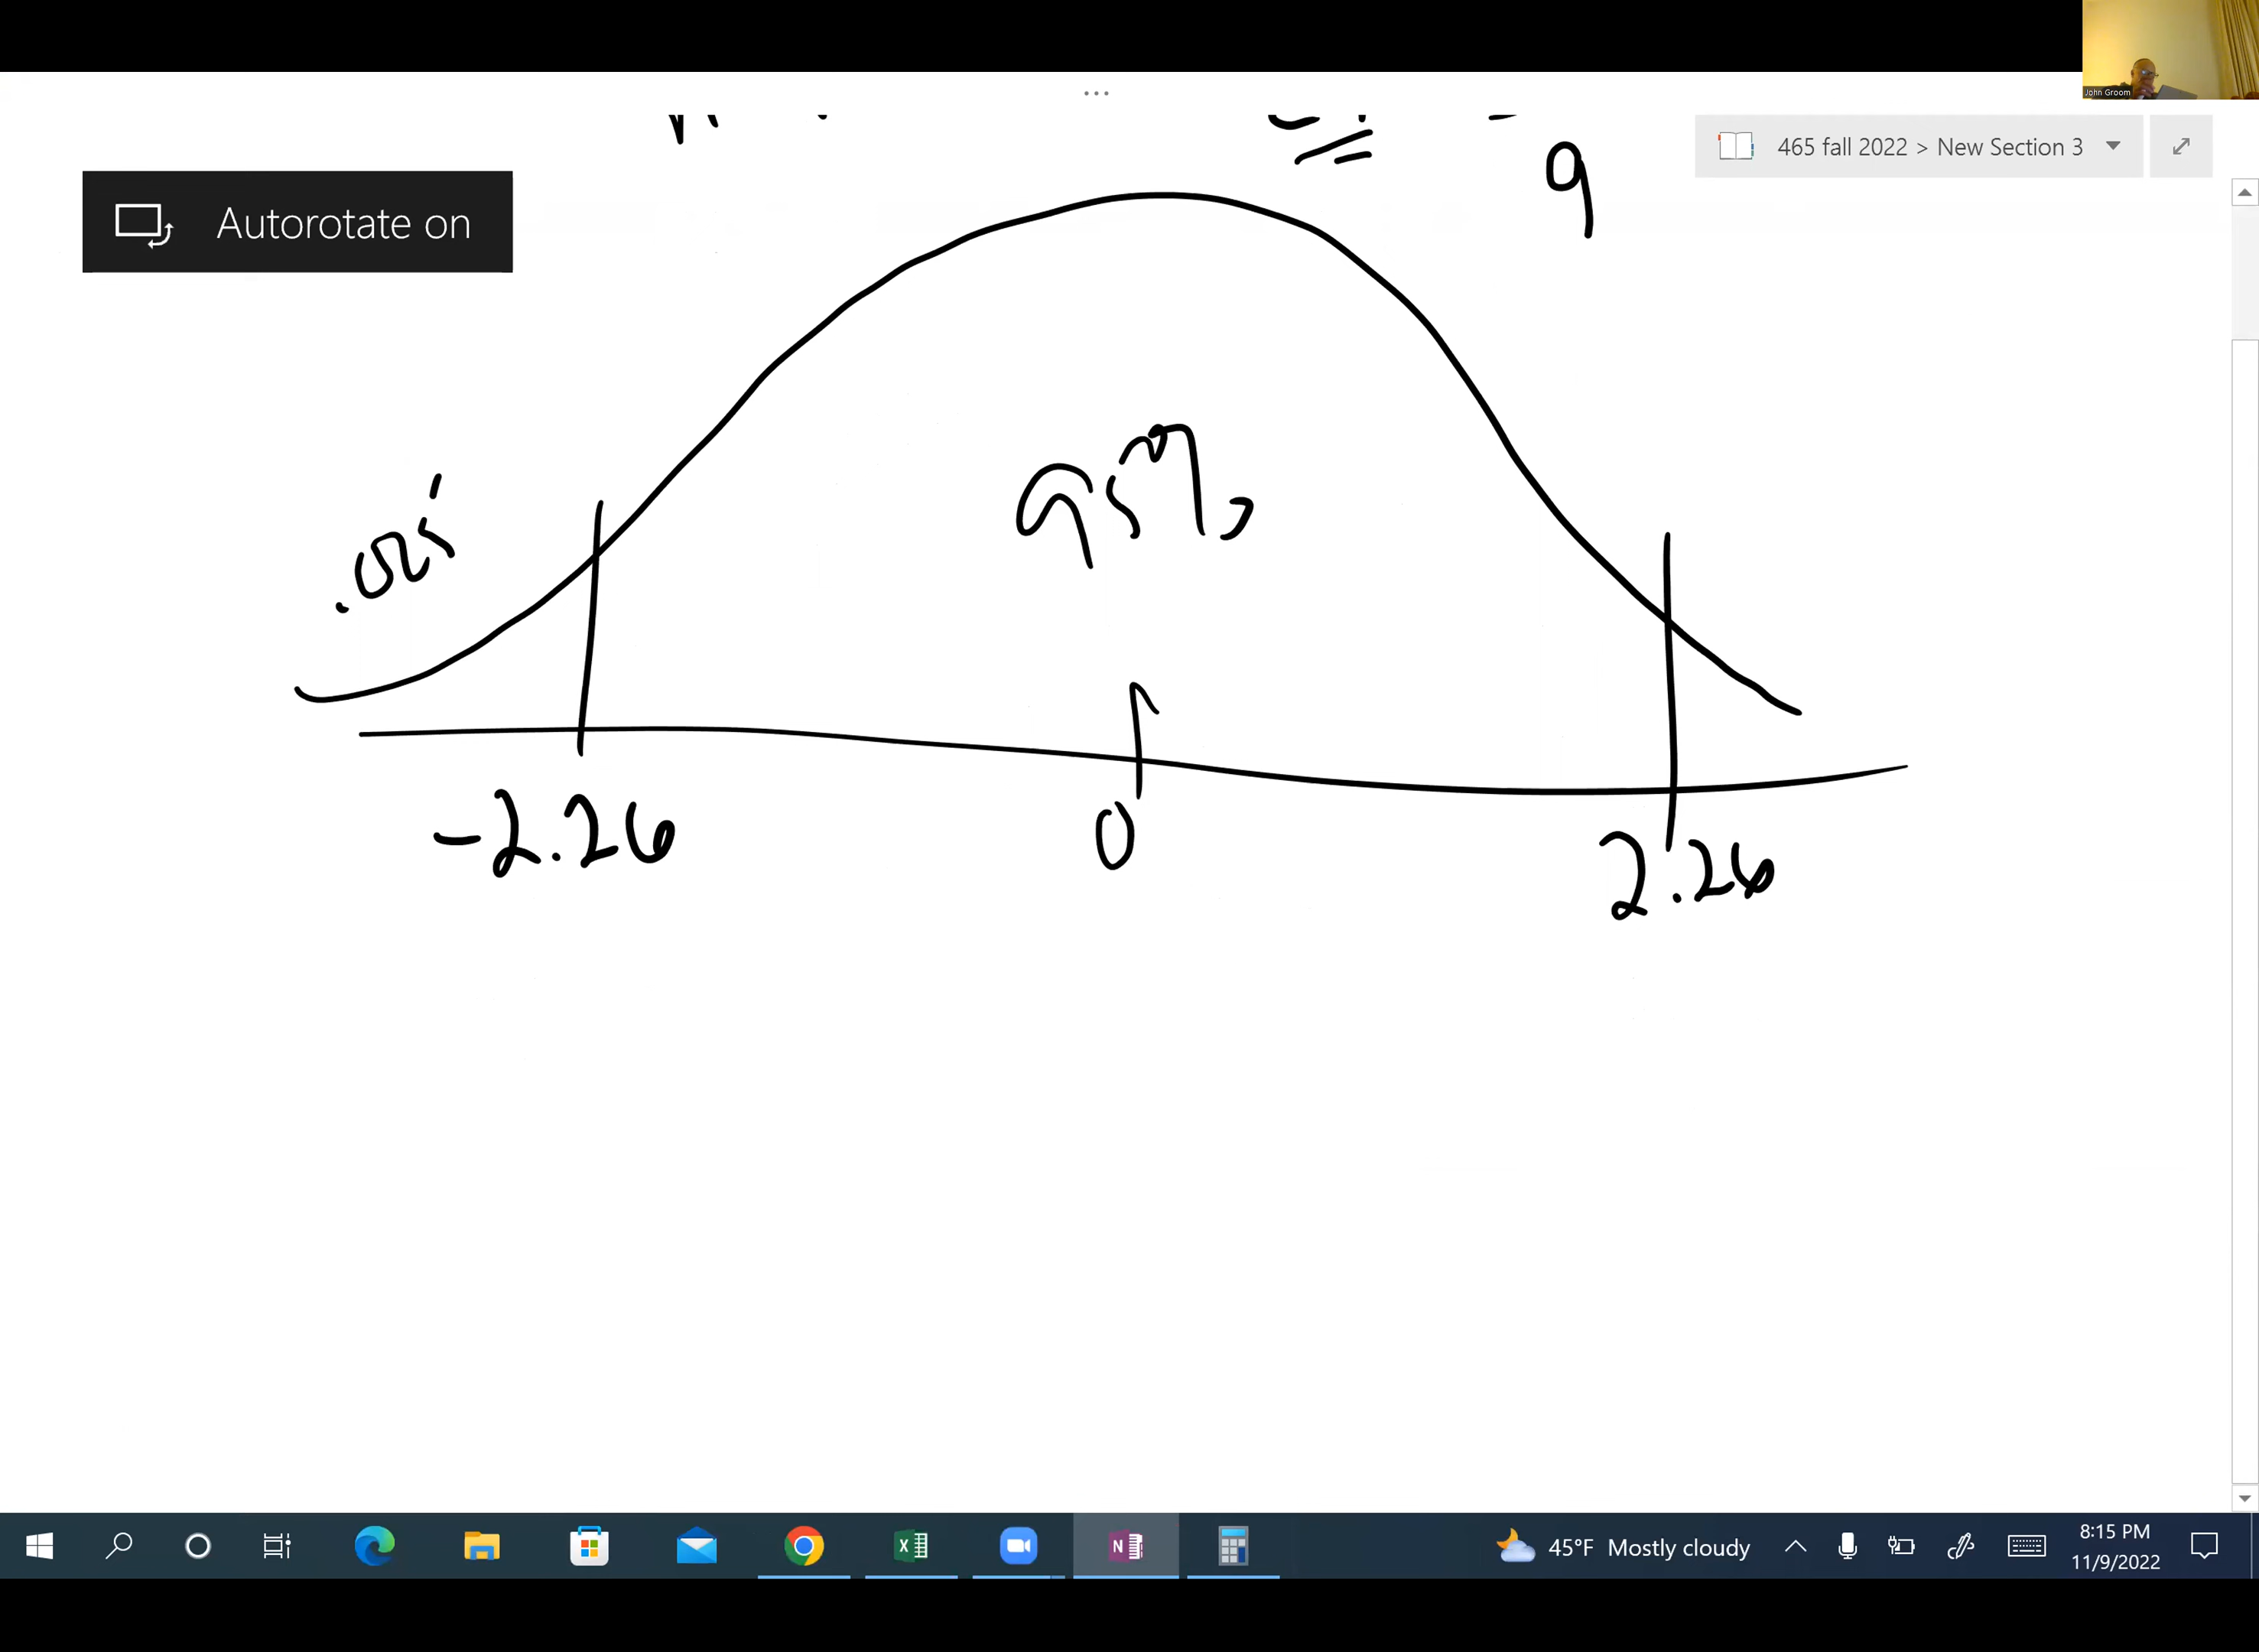 John Groom
465 fall 2022 > New Section 3
9
Autorotate on
95%
.025
-2.26
0
2.26
45°F Mostly cloudy
8:15 PM
11/9/2022